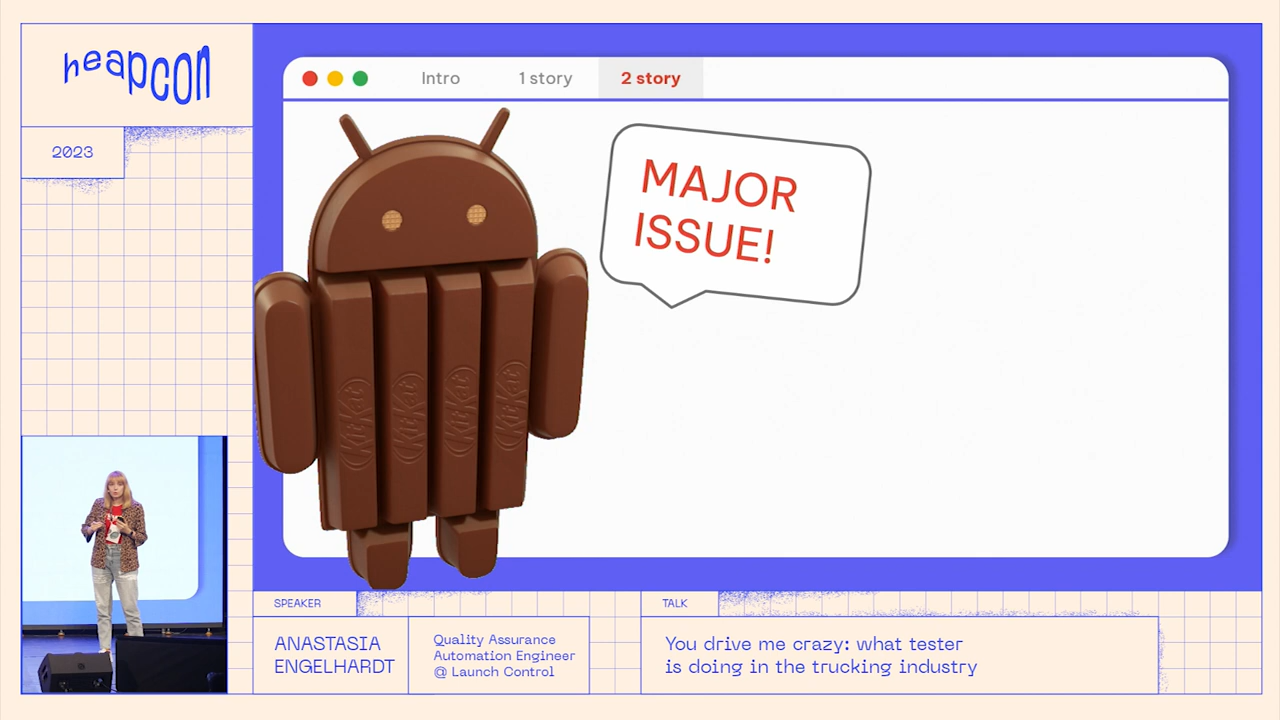 heapcon
2023
Intro
1 story
2 story
MAJOR
ISSUE!
KitKat
KitKat
KitKat
KitKat
SPEAKER
ANASTASIA
ENGELHARDT
Quality Assurance
Automation Engineer
@ Launch Control
TALK
You drive me crazy: what tester
is doing in the trucking industry